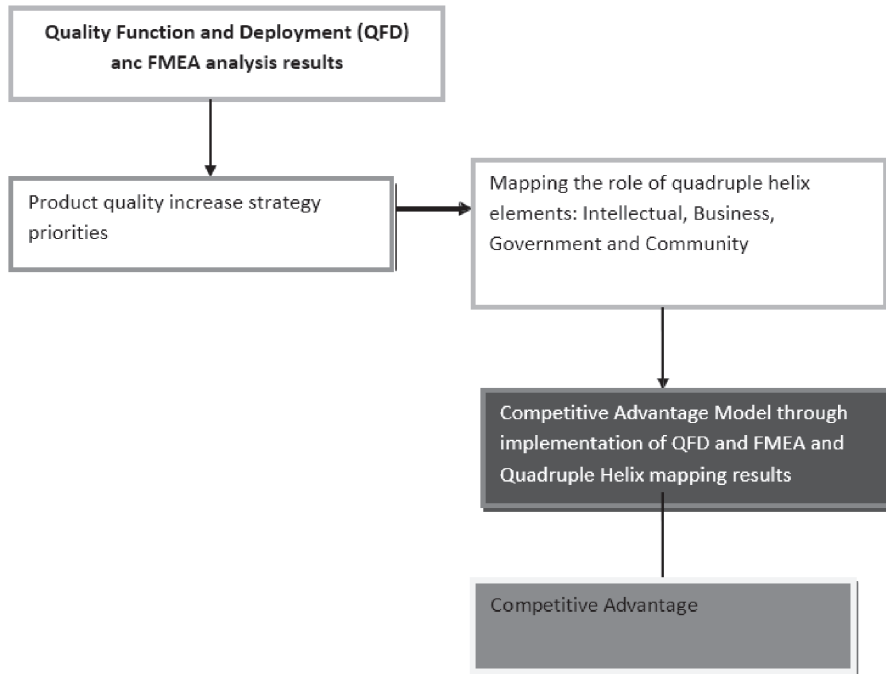 Quality Function and Deployment (QFD)
anc FMEA analysis results
Product quality increase strategy
priorities
Mapping the role of quadruple helix
elements: Intellectual, Business,
Government and Community
Competitive Advantage Model through
implementation of QFD and FMEA and
Quadruple Helix mapping results
Competitive Advantage